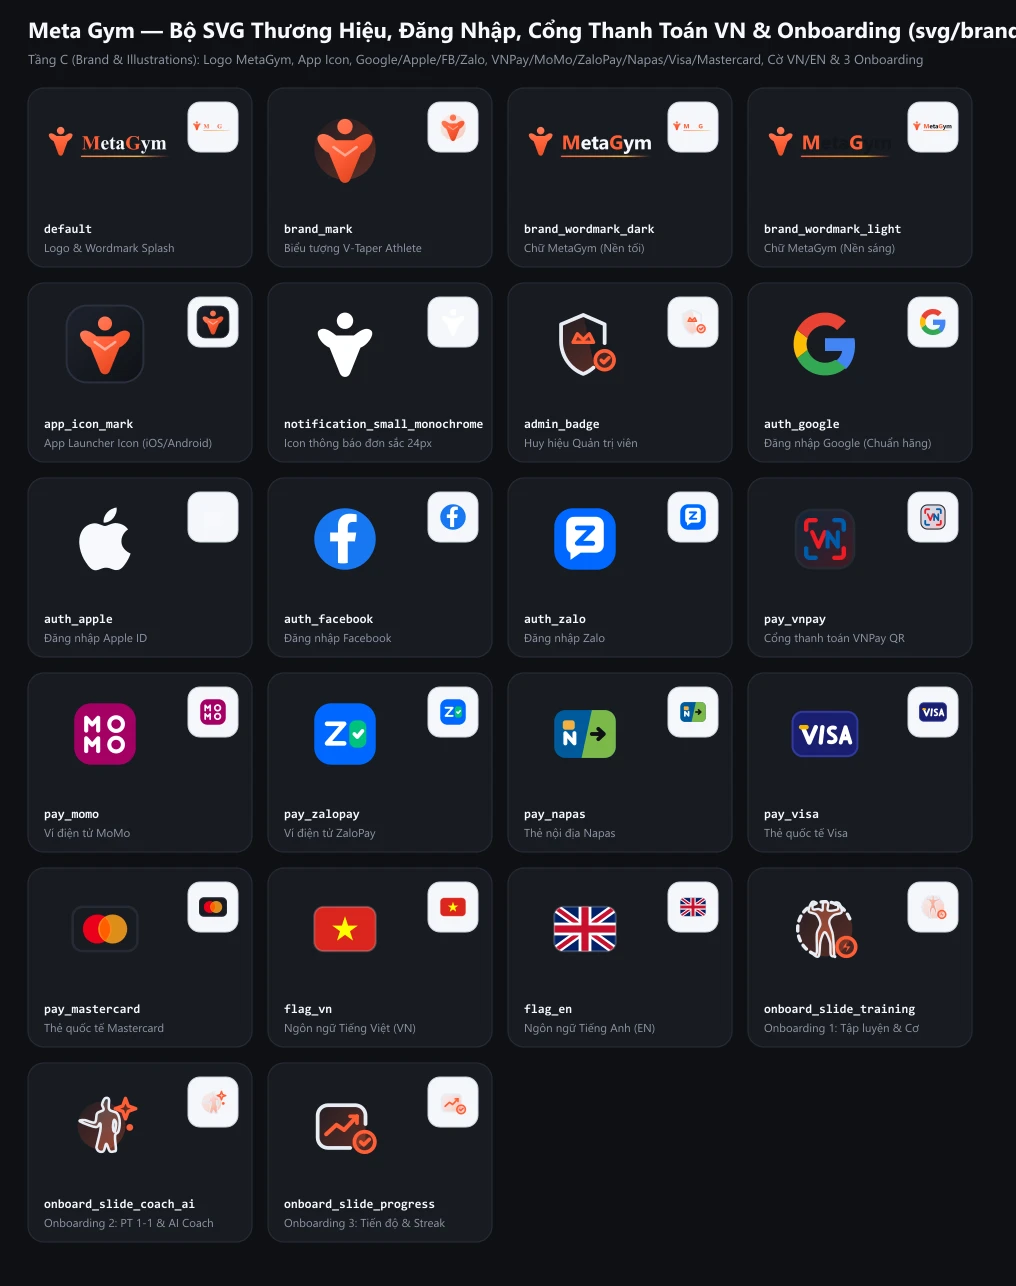 Meta Gym — Bộ SVG Thương Hiệu, Đăng Nhập, Cổng Thanh Toán VN & Onboarding (svg/brand
Tầng C (Brand & Illustrations): Logo MetaGym, App Icon, Google/Apple/FB/Zalo, VNPay/MoMo/ZaloPay/Napas/Visa/Mastercard, Cờ VN/EN & 3 Onboarding
MetaGym
M G
MetaGym
M G
MetaGym
MetaGym
default
Logo & Wordmark Splash
brand_mark
Biểu tượng V-Taper Athlete
brand_wordmark_dark
Chữ MetaGym (Nền tối)
brand_wordmark_light
Chữ MetaGym (Nền sáng)
app_icon_mark
App Launcher Icon (iOS/Android)
notification_small_monochrome
Icon thông báo đơn sắc 24px
admin_badge
Huy hiệu Quản trị viên
auth_google
Đăng nhập Google (Chuẩn hãng)
Z
Z
VN
VN
auth_apple
Đăng nhập Apple ID
auth_facebook
Đăng nhập Facebook
auth_zalo
Đăng nhập Zalo
pay_vnpay
Cổng thanh toán VNPay QR
MO
MO
MO
MO
Z
Z
N
N
VISA
VISA
pay_momo
Ví điện tử MoMo
pay_zalopay
Ví điện tử ZaloPay
pay_napas
Thẻ nội địa Napas
pay_visa
Thẻ quốc tế Visa
pay_mastercard
Thẻ quốc tế Mastercard
flag_vn
Ngôn ngữ Tiếng Việt (VN)
flag_en
Ngôn ngữ Tiếng Anh (EN)
onboard_slide_training
Onboarding 1: Tập luyện & Cơ
onboard_slide_coach_ai
Onboarding 2: PT 1-1 & AI Coach
onboard_slide_progress
Onboarding 3: Tiến độ & Streak